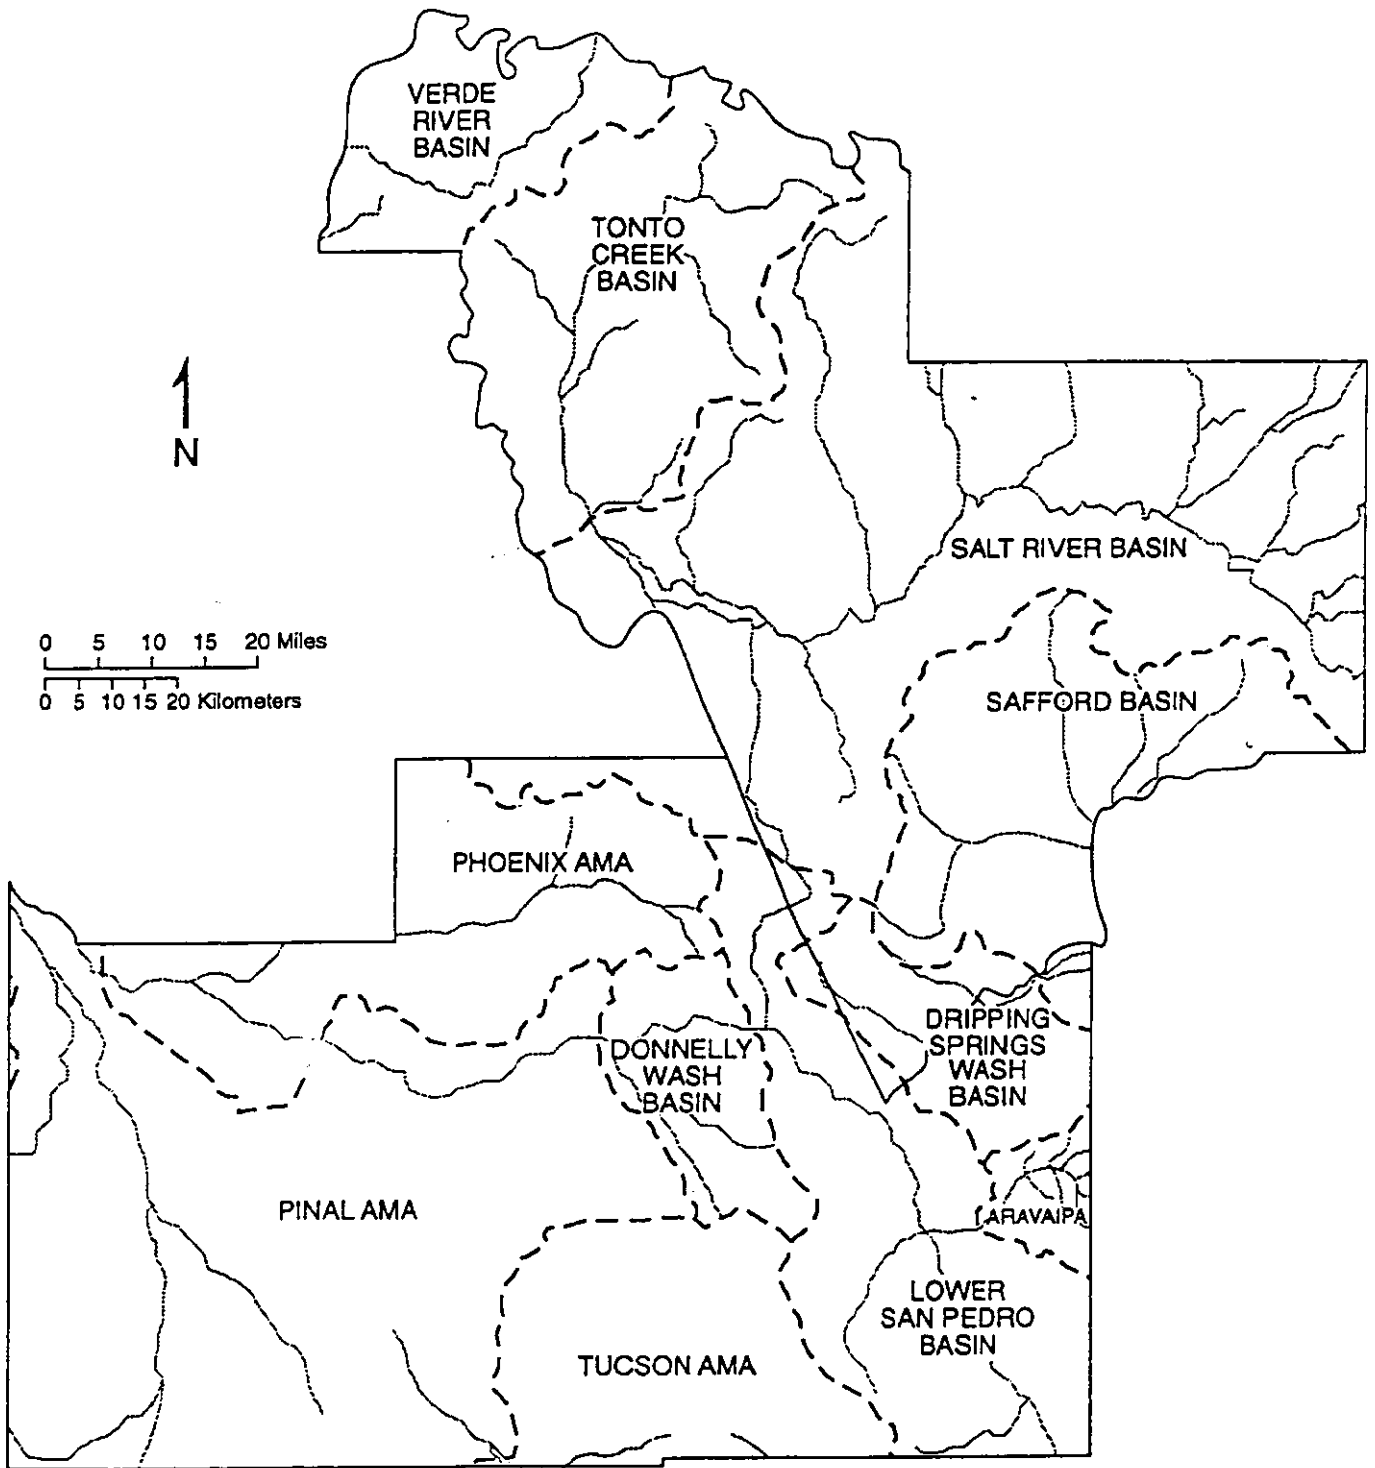 VERDE
RIVER
BASIN
TONTO
CREEK
BASIN
N
SALT RIVER BASIN
0 5 10 15 20 Miles
0 5 10 15 20 Kilometers
SAFFORD BASIN
PHOENIX AMA
DRIPPING
SPRINGS
WASH
BASIN
DONNELLY
WASH
BASIN
PINAL AMA
ARAVAIPA
LOWER
SAN PEDRO
BASIN
TUCSON AMA